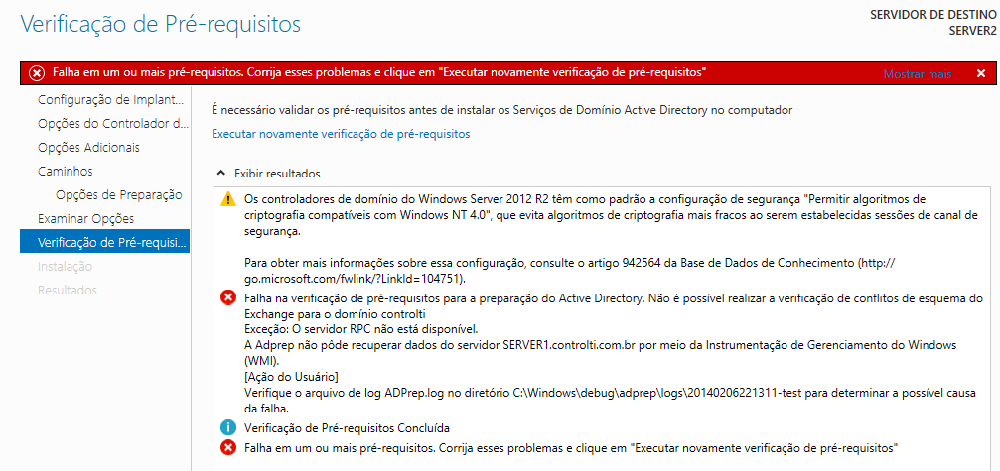 Verificação de Pré-requisitos
SERVIDOR DE DESTINO
SERVER2
Falha em um ou mais pré-requisitos. Corrija esses problemas e clique em "Executar novamente verificação de pré-requisitos"
Mostrar mais
Configuração de Implant...
Opções do Controlador d...
Opções Adicionais
Caminhos
Opções de Preparação
Examinar Opções
Verificação de Pré-requisi...
Instalação
Resultados
É necessário validar os pré-requisitos antes de instalar os Serviços de Domínio Active Directory no computador
Executar novamente verificação de pré-requisitos
Exibir resultados
Os controladores de domínio do Windows Server 2012 R2 têm como padrão a configuração de segurança "Permitir algoritmos de
criptografia compatíveis com Windows NT 4.0", que evita algoritmos de criptografia mais fracos ao serem estabelecidas sessões de canal de
segurança.
Para obter mais informações sobre essa configuração, consulte o artigo 942564 da Base de Dados de Conhecimento (http://
go.microsoft.com/fwlink/?LinkId=104751).
Falha na verificação de pré-requisitos para a preparação do Active Directory. Não é possível realizar a verificação de conflitos de esquema do
Exchange para o domínio controlti
Exceção: O servidor RPC não está disponível.
A Adprep não pôde recuperar dados do servidor SERVER1.controlti.com.br por meio da Instrumentação de Gerenciamento do Windows
(WMI).
[Ação do Usuário]
Verifique o arquivo de log ADPrep.log no diretório C:\Windows\debug\adprep\logs\20140206221311-test para determinar a possível causa
da falha.
Verificação de Pré-requisitos Concluída
Falha em um ou mais pré-requisitos. Corrija esses problemas e clique em "Executar novamente verificação de pré-requisitos"